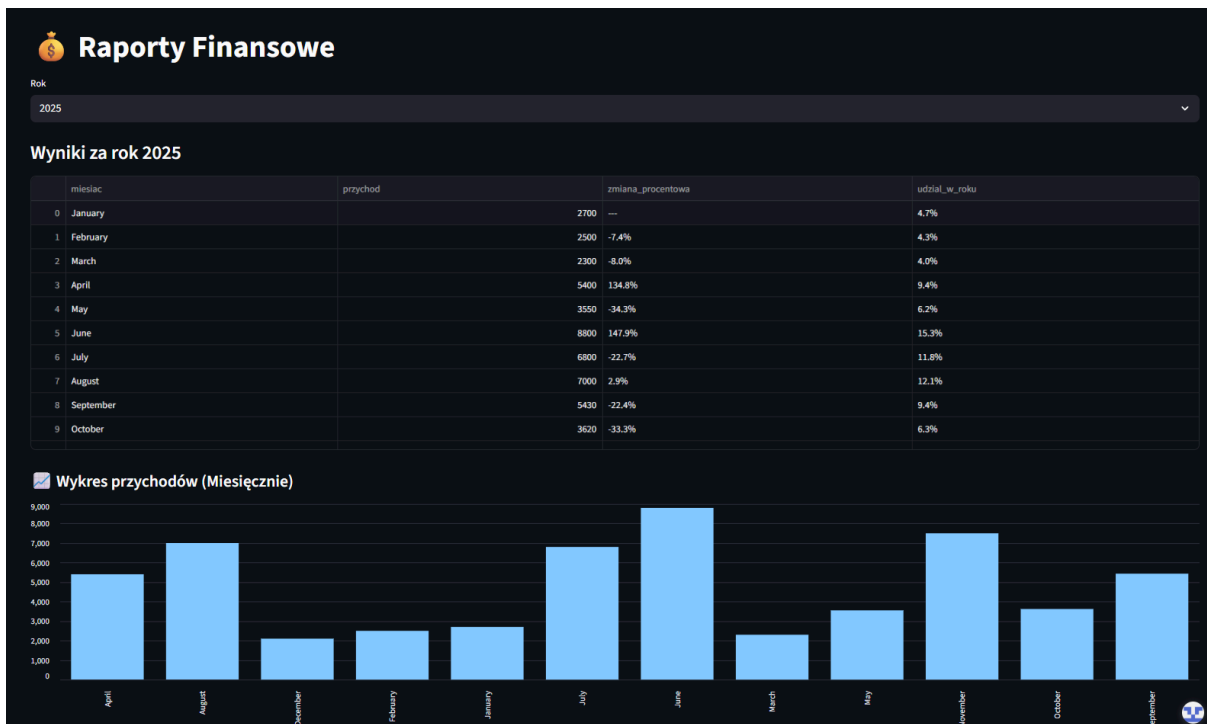 Raporty Finansowe
Rok
2025
Wyniki za rok 2025
miesiac przychod zmiana_procentowa udzial_w_roku
0 January 2700 — 4.7%
1 February 2500 -7.4% 4.3%
2 March 2300 -8.0% 4.0%
3 April 5400 134.8% 9.4%
4 May 3550 -34.3% 6.2%
5 June 8800 147.9% 15.3%
6 July 6800 -22.7% 11.8%
7 August 7000 2.9% 12.1%
8 September 5430 -22.4% 9.4%
9 October 3620 -33.3% 6.3%
Wykres przychodów (Miesięcznie)
9,000
8,000
7,000
6,000
5,000
4,000
3,000
2,000
1,000
0
April August December February January July June March May November October September